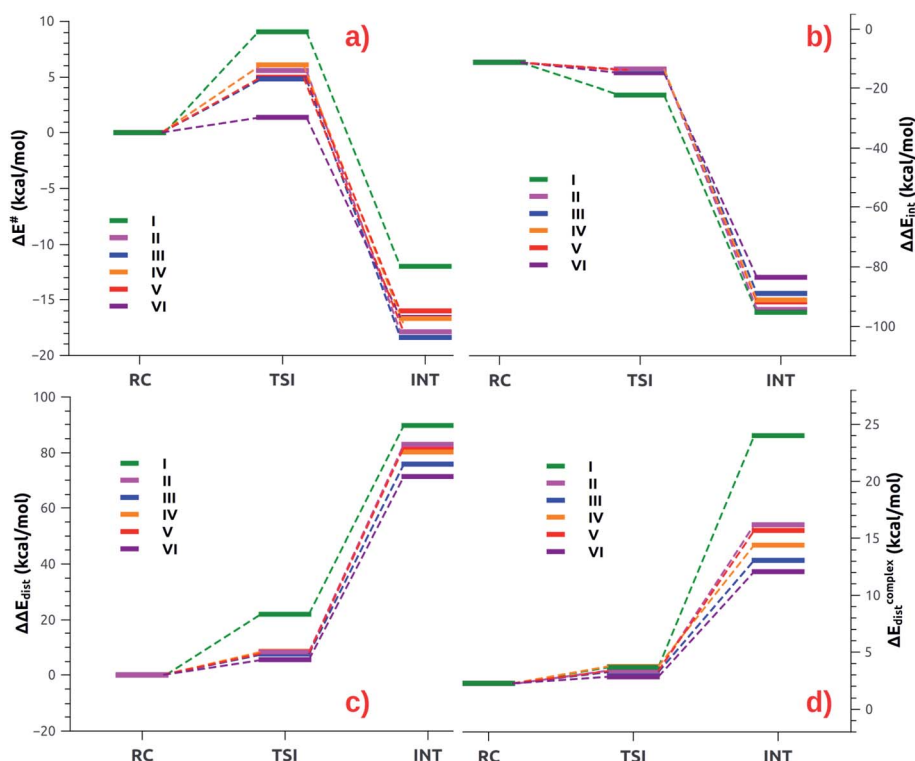 a)
10
5
0
−5
−10
−15
−20
ΔE# (kcal/mol)
I
II
III
IV
V
VI
RC TSI INT
b)
0
−20
−40
−60
−80
−100
ΔΔEint (kcal/mol)
I
II
III
IV
V
VI
RC TSI INT
c)
100
80
60
40
20
0
−20
ΔΔEdist (kcal/mol)
I
II
III
IV
V
VI
RC TSI INT
d)
25
20
15
10
5
0
ΔEdist complex (kcal/mol)
I
II
III
IV
V
VI
RC TSI INT